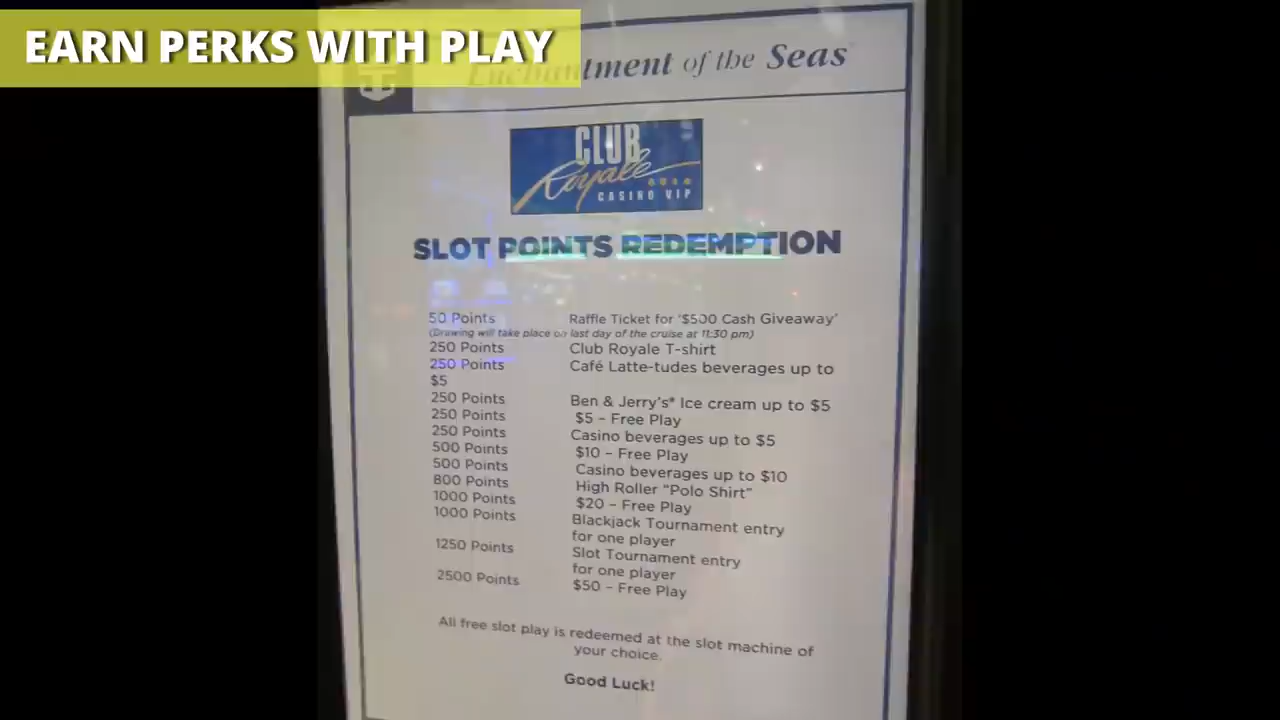 EARN PERKS WITH PLAY
Enchantment of the Seas
CLUB
Royale
CASINO VIP
SLOT POINTS REDEMPTION
50 Points Raffle Ticket for '$500 Cash Giveaway'
(Drawing will take place on last day of the cruise at 11:30 pm)
250 Points Club Royale T-shirt
250 Points Café Latte-tudes beverages up to
$5
250 Points Ben & Jerry's® Ice cream up to $5
250 Points $5 – Free Play
250 Points Casino beverages up to $5
500 Points $10 – Free Play
500 Points Casino beverages up to $10
800 Points High Roller "Polo Shirt"
1000 Points $20 – Free Play
1000 Points Blackjack Tournament entry
for one player
1250 Points Slot Tournament entry
for one player
2500 Points $50 – Free Play
All free slot play is redeemed at the slot machine of
your choice.
Good Luck!